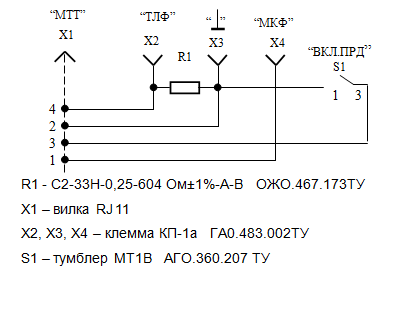 “МТТ” “ТЛФ” “ ” “МКФ”
X1 X2 X3 X4 “ВКЛ.ПРД”
R1 S1
1 3
4
2
3
1
R1 - С2-33Н-0,25-604 Ом±1%-А-В ОЖО.467.173ТУ
X1 – вилка RJ11
X2, X3, X4 – клемма КП-1а ГА0.483.002ТУ
S1 – тумблер МТ1В АГО.360.207 ТУ